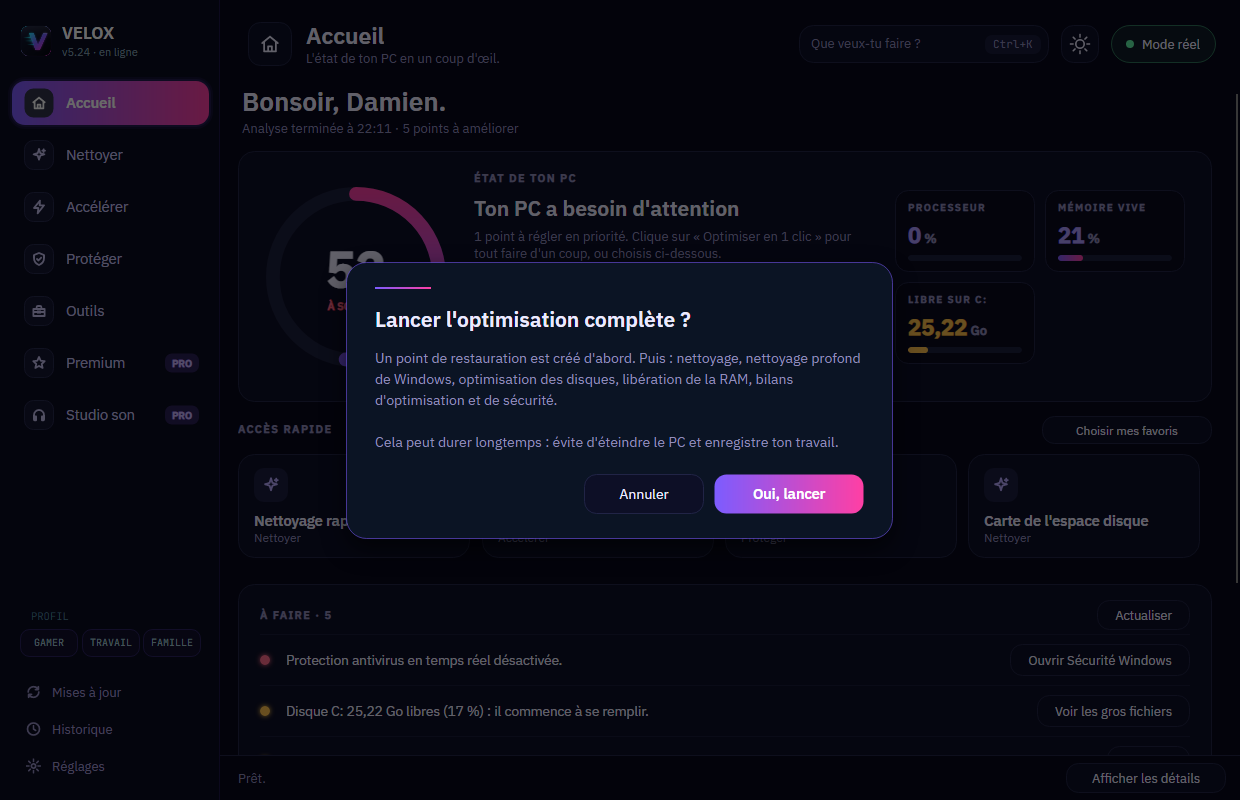 VELOX
v5.24 · en ligne
Accueil
Nettoyer
Accélérer
Protéger
Outils
Premium PRO
Studio son PRO
PROFIL
GAMER TRAVAIL FAMILLE
Mises à jour
Historique
Réglages
Accueil
L'état de ton PC en un coup d'œil.
Que veux-tu faire ? Ctrl+K
Mode réel
Bonsoir, Damien.
Analyse terminée à 22:11 · 5 points à améliorer
ÉTAT DE TON PC
Ton PC a besoin d'attention
1 point à régler en priorité. Clique sur « Optimiser en 1 clic » pour
tout faire d'un coup, ou choisis ci-dessous.
PROCESSEUR
0 %
MÉMOIRE VIVE
21 %
LIBRE SUR C:
25,22 Go
Lancer l'optimisation complète ?
Un point de restauration est créé d'abord. Puis : nettoyage, nettoyage profond
de Windows, optimisation des disques, libération de la RAM, bilans
d'optimisation et de sécurité.
Cela peut durer longtemps : évite d'éteindre le PC et enregistre ton travail.
Annuler Oui, lancer
ACCÈS RAPIDE
Choisir mes favoris
Nettoyage rap
Nettoyer
Accélérer
Protéger
Carte de l'espace disque
Nettoyer
À FAIRE · 5
Actualiser
Protection antivirus en temps réel désactivée.
Ouvrir Sécurité Windows
Disque C: 25,22 Go libres (17 %) : il commence à se remplir.
Voir les gros fichiers
Prêt.
Afficher les détails